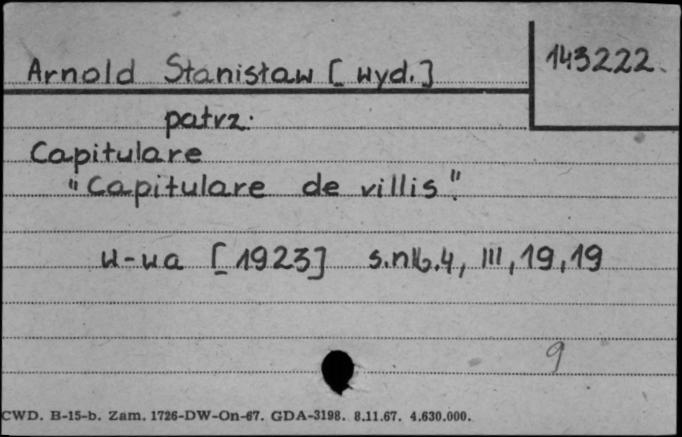 143222.
Arnold Stanisław [wyd.]
patrz:
Capitulare
"Capitulare de villis".
W-wa [1923] s.nlb.4, III, 19, 19
9
CWD. B-15-b. Zam. 1726-DW-On-67. GDA-3198. 8.11.67. 4.630.000.